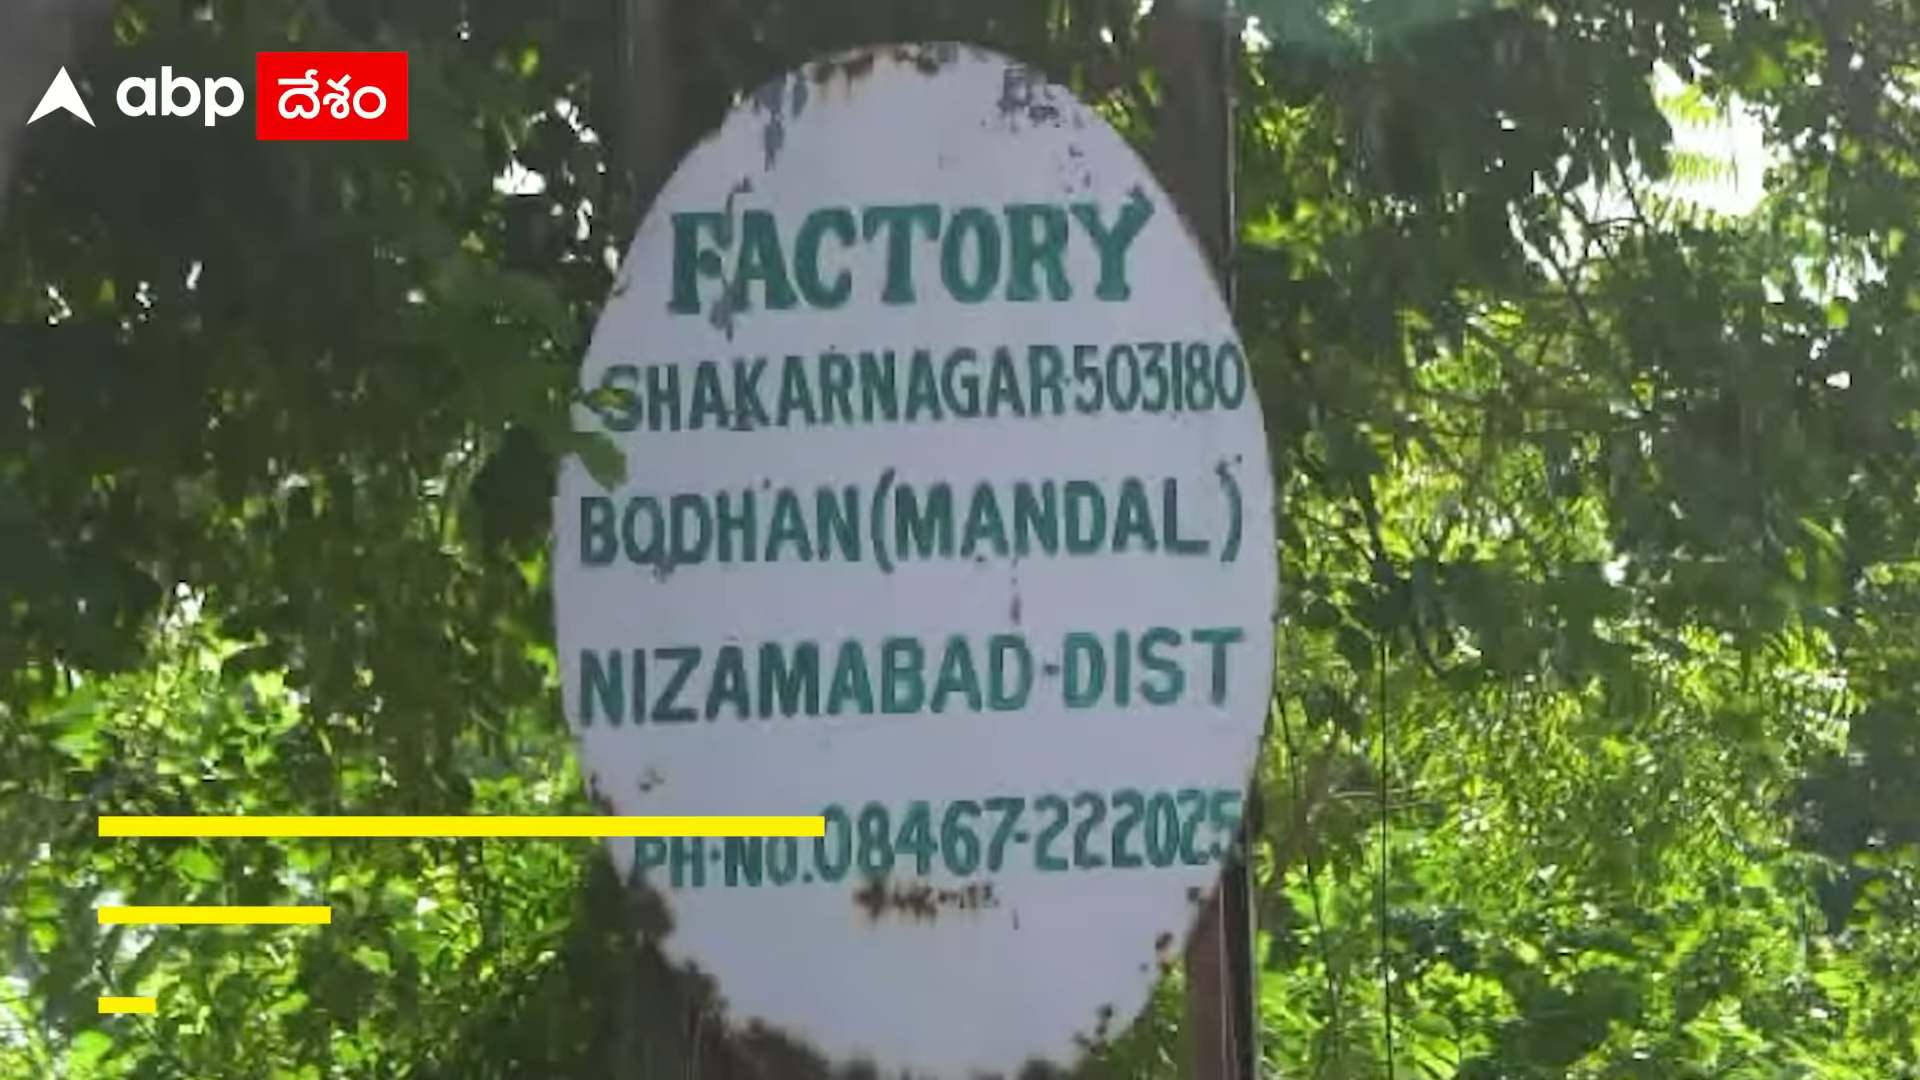 abp దేశం
FACTORY
SHAKARNAGAR-503180
BODHAN (MANDAL)
NIZAMABAD-DIST
PH.NO.08467-222025